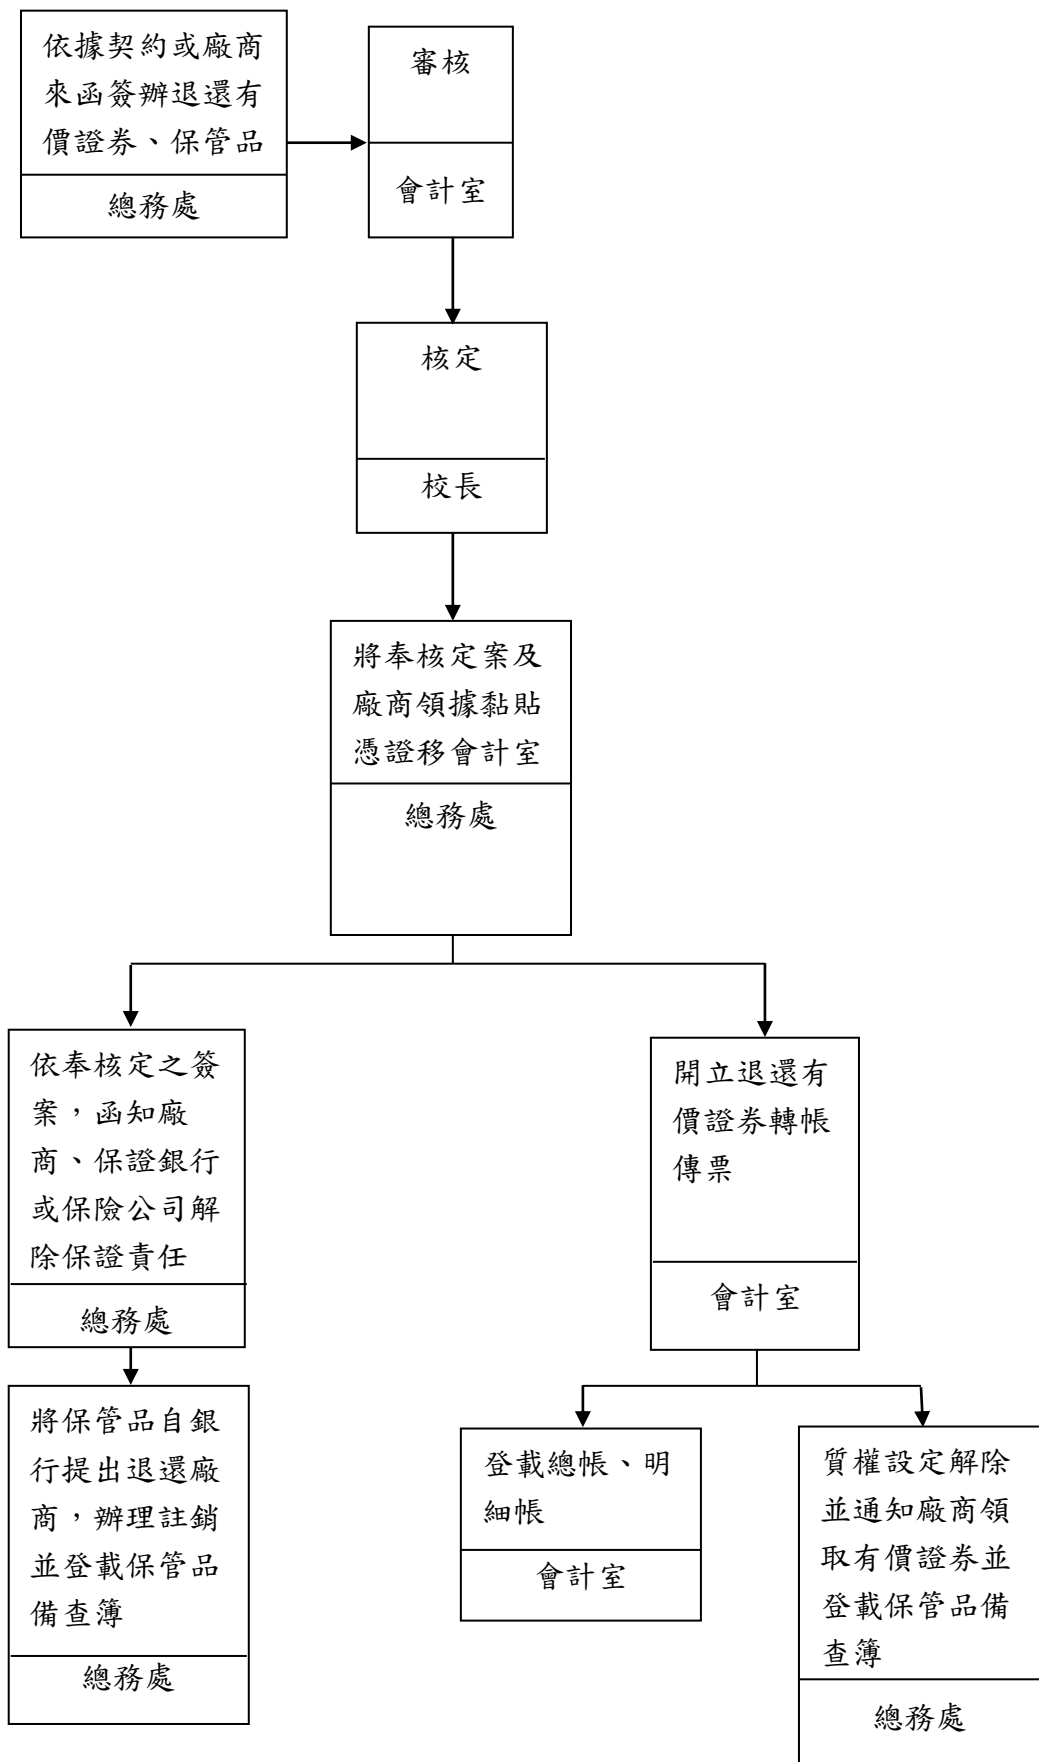 依據契約或廠商
來函簽辦退還有
價證券、保管品
總務處
審核
會計室
核定
校長
將奉核定案及
廠商領據黏貼
憑證移會計室
總務處
依奉核定之簽
案，函知廠
商、保證銀行
或保險公司解
除保證責任
總務處
將保管品自銀
行提出退還廠
商，辦理註銷
並登載保管品
備查簿
總務處
開立退還有
價證券轉帳
傳票
會計室
登載總帳、明
細帳
會計室
質權設定解除
並通知廠商領
取有價證券並
登載保管品備
查簿
總務處